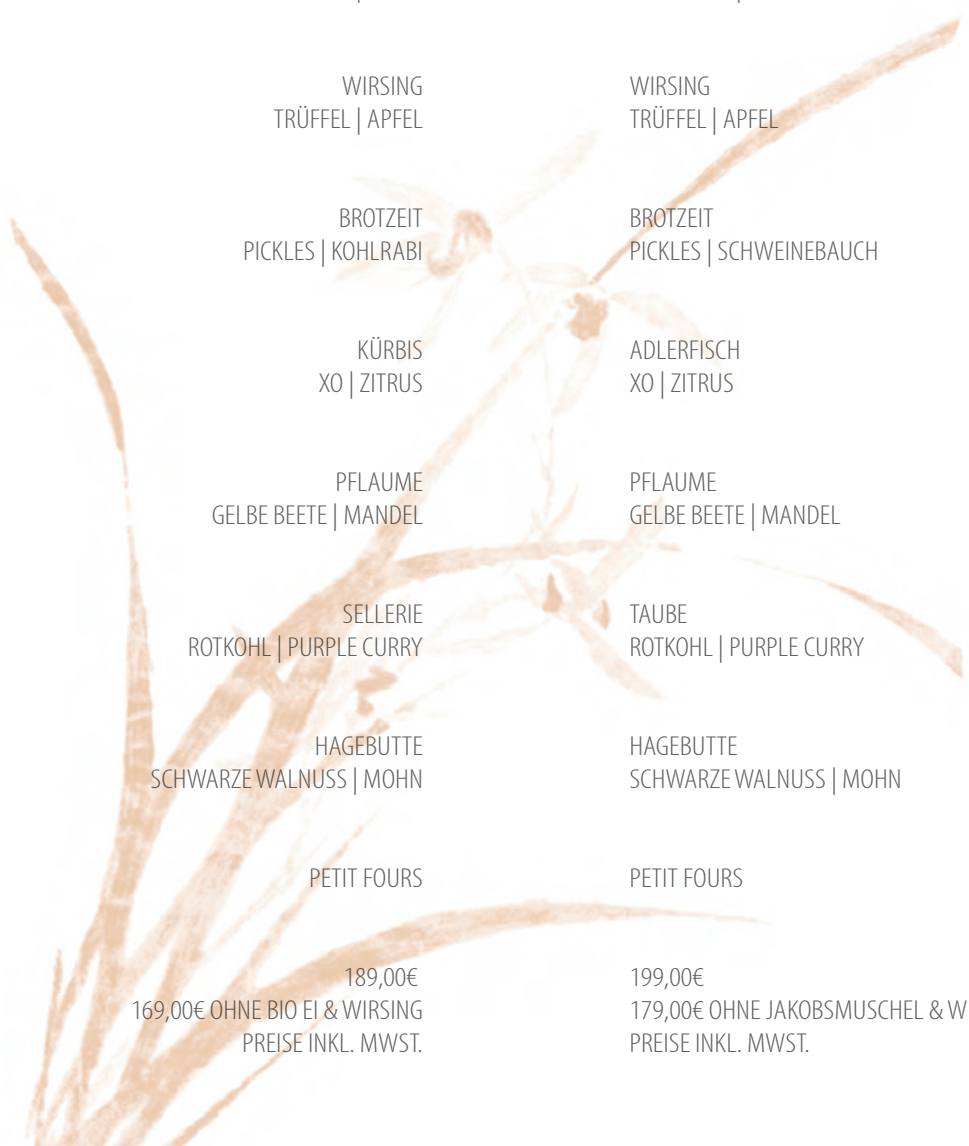 WIRSING
TRÜFFEL | APFEL
BROTZEIT
PICKLES | KOHLRABI
KÜRBIS
XO | ZITRUS
PFLAUME
GELBE BEETE | MANDEL
SELLERIE
ROTKOHL | PURPLE CURRY
HAGEBUTTE
SCHWARZE WALNUSS | MOHN
PETIT FOURS
189,00€
169,00€ OHNE BIO EI & WIRSING
PREISE INKL. MWST.
WIRSING
TRÜFFEL | APFEL
BROTZEIT
PICKLES | SCHWEINEBAUCH
ADLERFISCH
XO | ZITRUS
PFLAUME
GELBE BEETE | MANDEL
TAUBE
ROTKOHL | PURPLE CURRY
HAGEBUTTE
SCHWARZE WALNUSS | MOHN
PETIT FOURS
199,00€
179,00€ OHNE JAKOBSMUSCHEL & W
PREISE INKL. MWST.